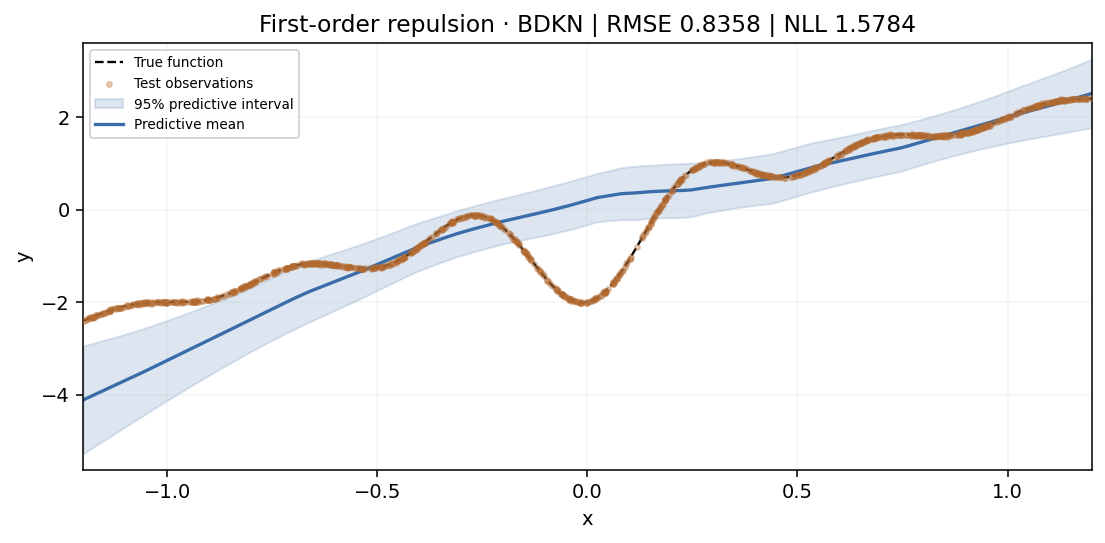 First-order repulsion · BDKN | RMSE 0.8358 | NLL 1.5784
True function
Test observations
95% predictive interval
Predictive mean
2
0
−2
−4
y
−1.0 −0.5 0.0 0.5 1.0
x